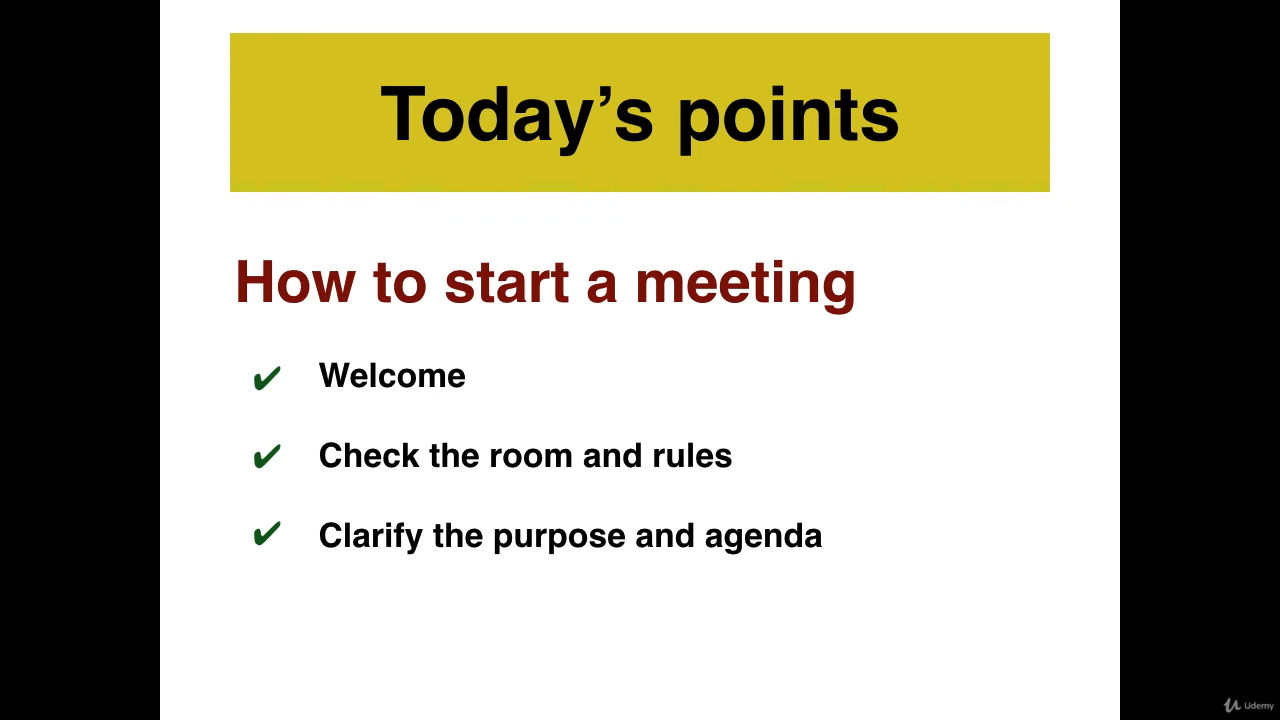 Today’s points
How to start a meeting
✔ Welcome
✔ Check the room and rules
✔ Clarify the purpose and agenda
Udemy